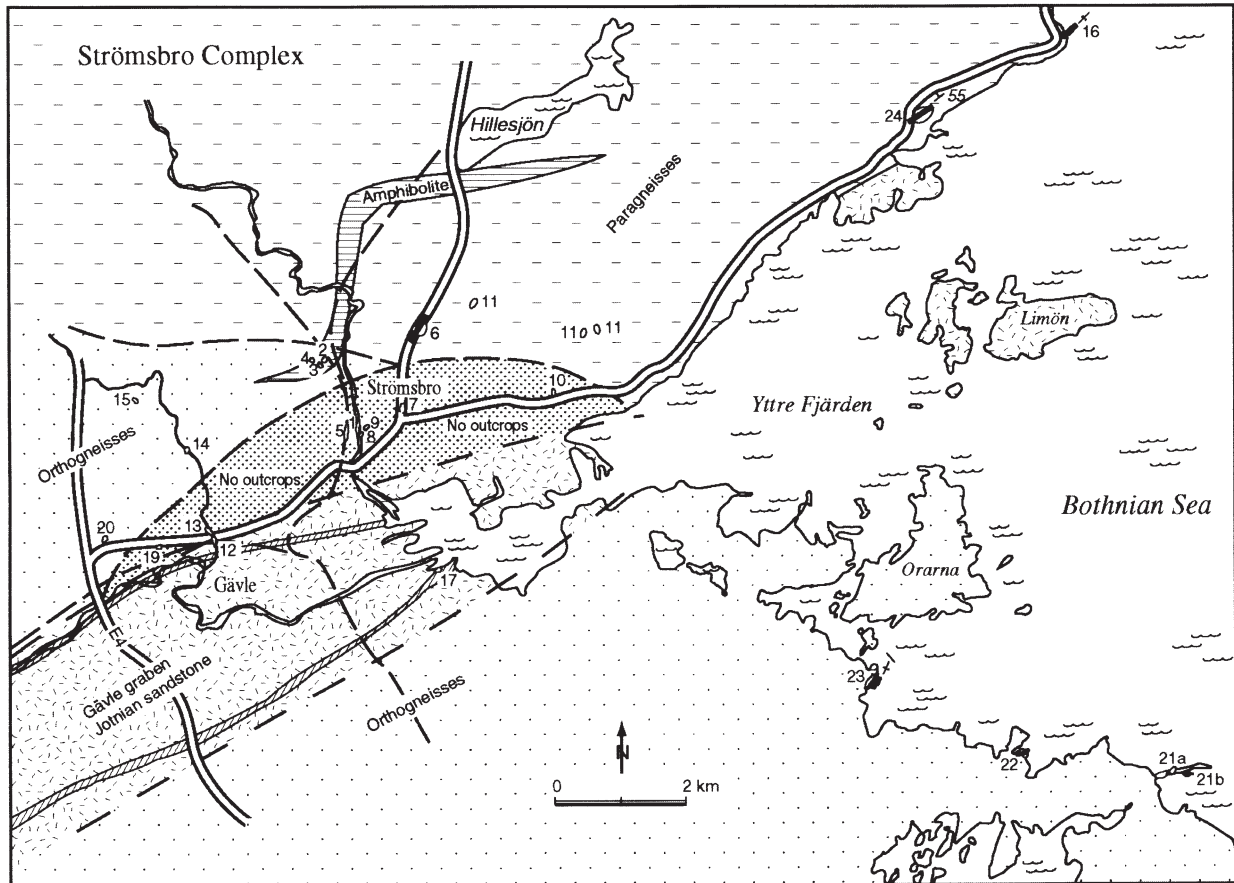 Strömsbro Complex
16
Hillesjön
55
24
Amphibolite
Paragneisses
11
11
11
6
Limön
2
4
3
Strömsbro
10
15
7
Yttre Fjärden
1
9
5
8
No outcrops
14
Orthogneisses
No outcrops
Bothnian Sea
20
13
19
12
Gävle
17
Orarna
E4
Gävle graben
Jotnian sandstone
Orthogneisses
23
N
22
21a
21b
0
2 km